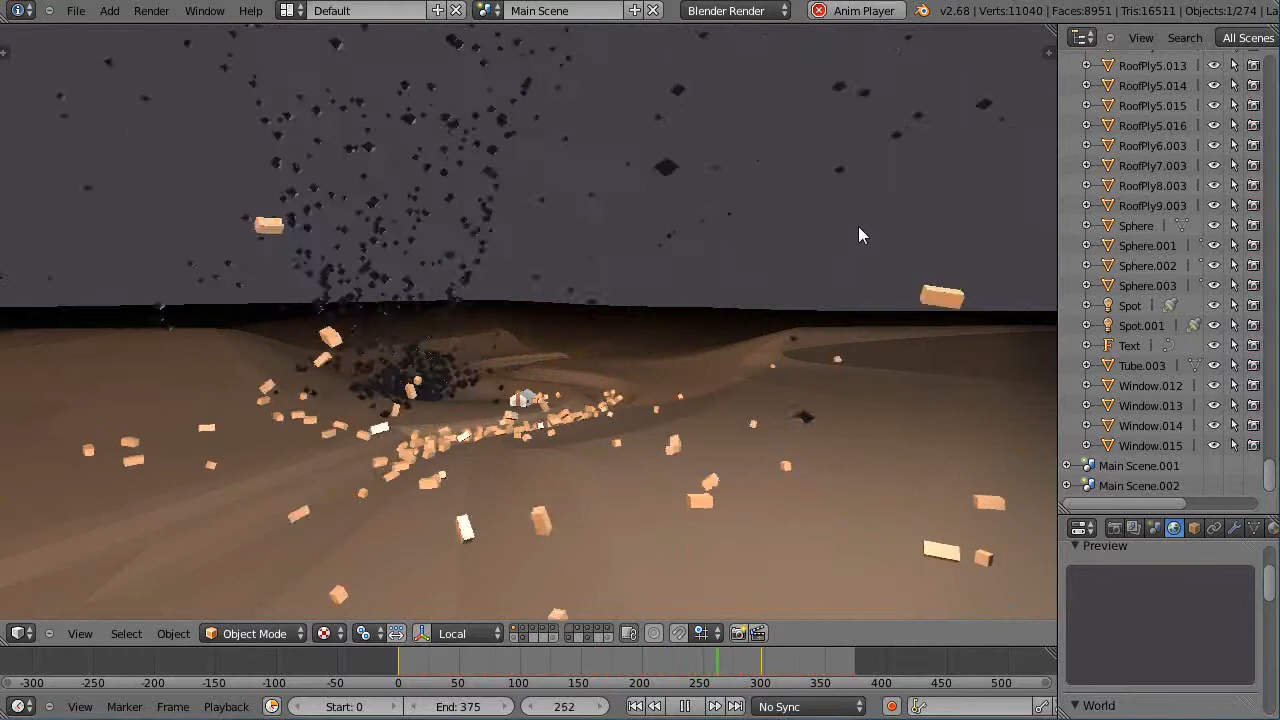 File Add Render Window Help Default Main Scene Blender Render Anim Player v2.68 | Verts:11040 | Faces:8951 | Tris:16511 | Objects:1/274 | La
View Search All Scenes
RoofPly5.013
RoofPly5.014
RoofPly5.015
RoofPly5.016
RoofPly6.003
RoofPly7.003
RoofPly8.003
RoofPly9.003
Sphere
Sphere.001
Sphere.002
Sphere.003
Spot
Spot.001
Text
Tube.003
Window.012
Window.013
Window.014
Window.015
Main Scene.001
Main Scene.002
Preview
World
View Select Object Object Mode Local
-300 -250 -200 -150 -100 -50 0 50 100 150 200 250 300 350 400 450 500
View Marker Frame Playback Start: 0 End: 375 252 No Sync